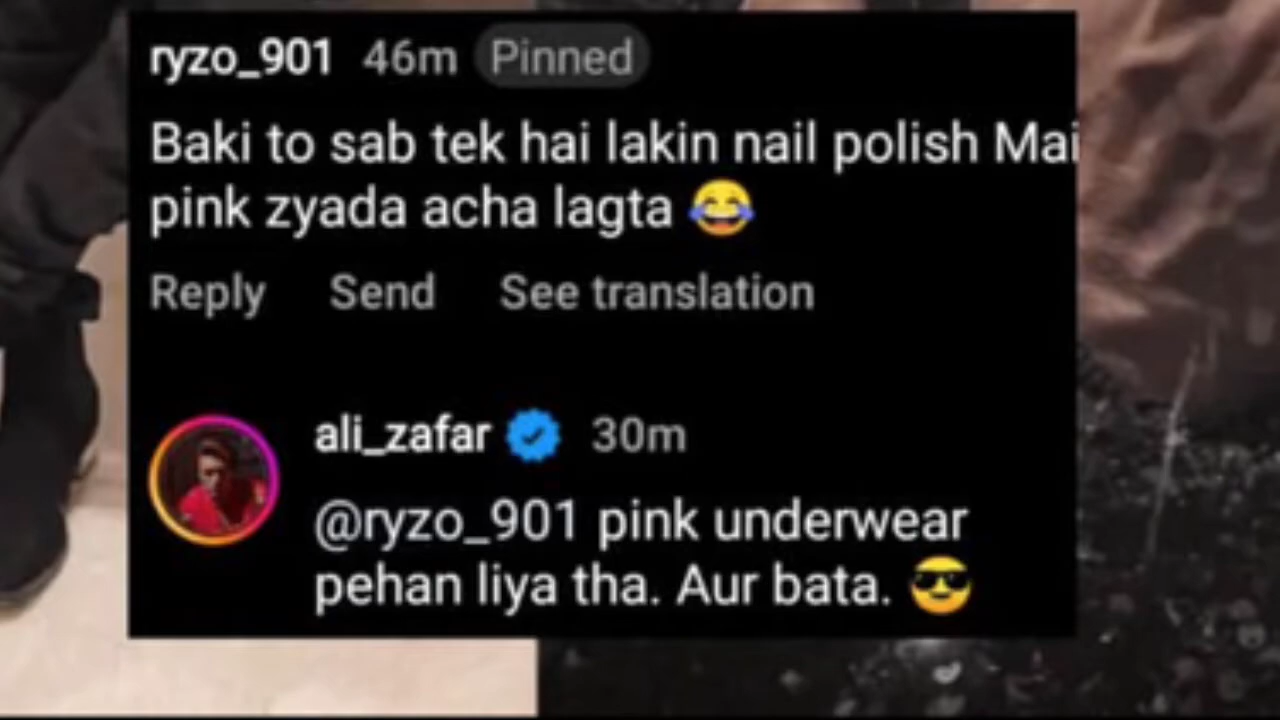 ryzo_901 46m Pinned
Baki to sab tek hai lakin nail polish Mai
pink zyada acha lagta 😂
Reply Send See translation
ali_zafar 30m
@ryzo_901 pink underwear
pehan liya tha. Aur bata. 😎